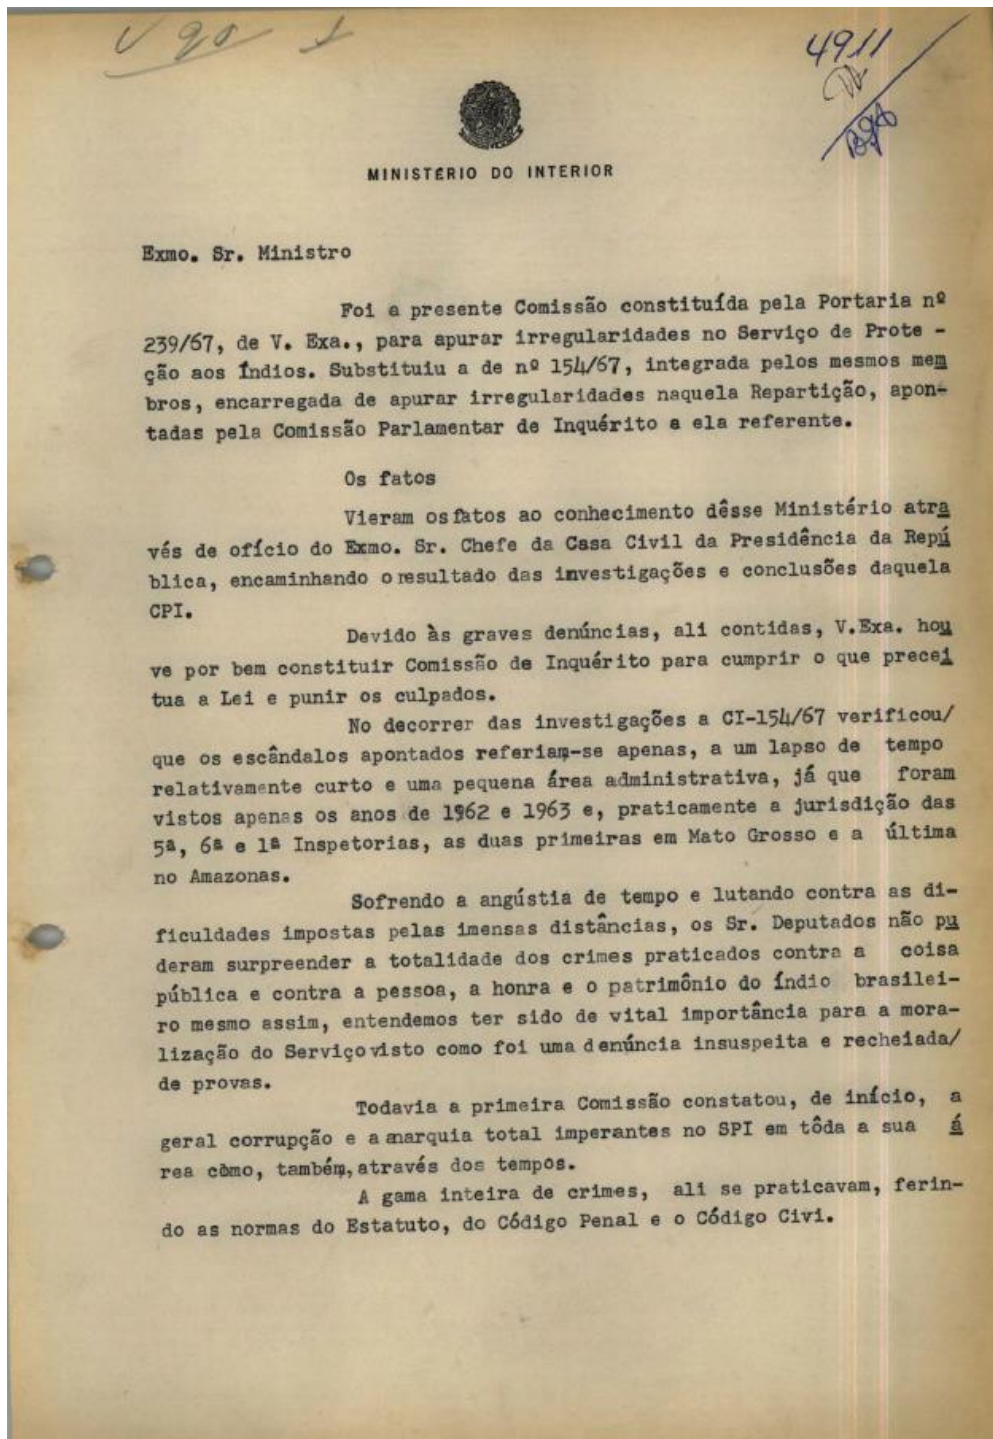 4911
MINISTÉRIO DO INTERIOR
Exmo. Sr. Ministro
Foi a presente Comissão constituída pela Portaria nº
239/67, de V. Exa., para apurar irregularidades no Serviço de Prote -
ção aos Índios. Substituiu a de nº 154/67, integrada pelos mesmos mem
bros, encarregada de apurar irregularidades naquela Repartição, apon-
tadas pela Comissão Parlamentar de Inquérito a ela referente.
Os fatos
Vieram os fatos ao conhecimento dêsse Ministério atra
vés de ofício do Exmo. Sr. Chefe da Casa Civil da Presidência da Repú
blica, encaminhando o resultado das investigações e conclusões daquela
CPI.
Devido às graves denúncias, ali contidas, V.Exa. hou
ve por bem constituir Comissão de Inquérito para cumprir o que precei
tua a Lei e punir os culpados.
No decorrer das investigações a CI-154/67 verificou/
que os escândalos apontados referiam-se apenas, a um lapso de tempo
relativamente curto e uma pequena área administrativa, já que foram
vistos apenas os anos de 1962 e 1963 e, praticamente a jurisdição das
5ª, 6ª e 1ª Inspetorias, as duas primeiras em Mato Grosso e a última
no Amazonas.
Sofrendo a angústia de tempo e lutando contra as di-
ficuldades impostas pelas imensas distâncias, os Sr. Deputados não pu
deram surpreender a totalidade dos crimes praticados contra a coisa
pública e contra a pessoa, a honra e o patrimônio do índio brasilei-
ro mesmo assim, entendemos ter sido de vital importância para a mora-
lização do Serviço visto como foi uma denúncia insuspeita e recheiada/
de provas.
Todavia a primeira Comissão constatou, de início, a
geral corrupção e a anarquia total imperantes no SPI em tôda a sua á
rea como, também, através dos tempos.
A gama inteira de crimes, ali se praticavam, ferin-
do as normas do Estatuto, do Código Penal e o Código Civi.